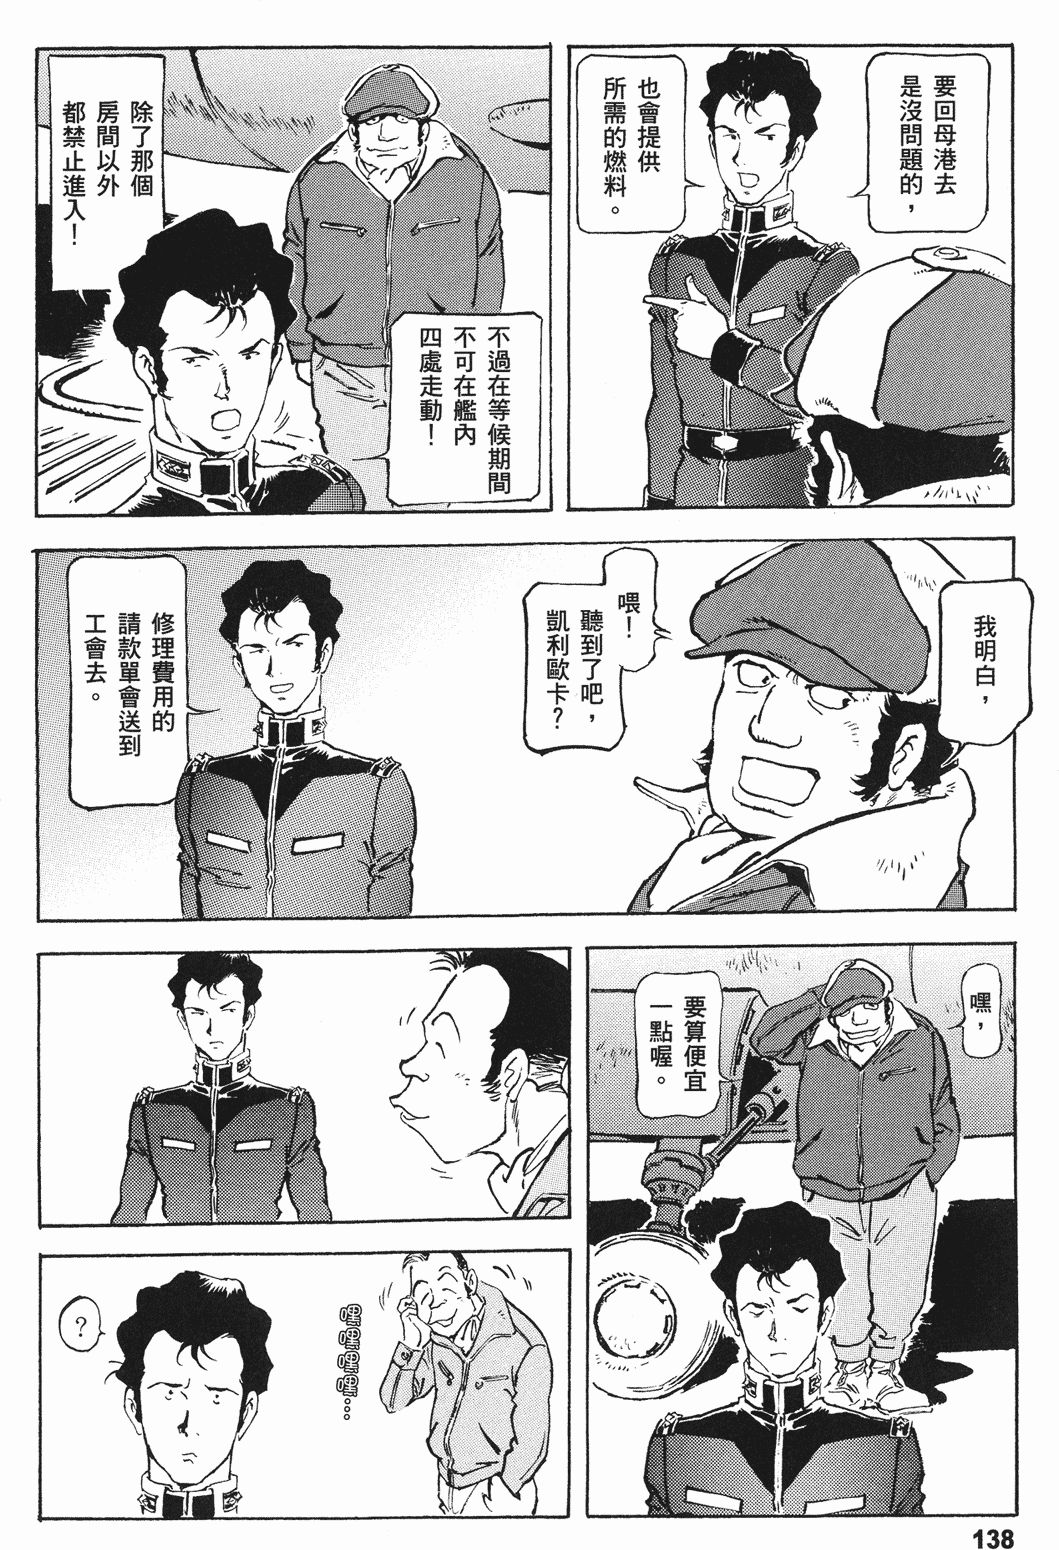 要回母港去
是沒問題的，
也會提供
所需的燃料。
不過在等候期間
不可在艦內
四處走動！
除了那個
房間以外
都禁止進入！
我明白，
喂！
聽到了吧，
凱利歐卡？
修理費用的
請款單會送到
工會去。
嘿，
要算便宜
一點喔。
嘿嘿嘿嘿…
？
138